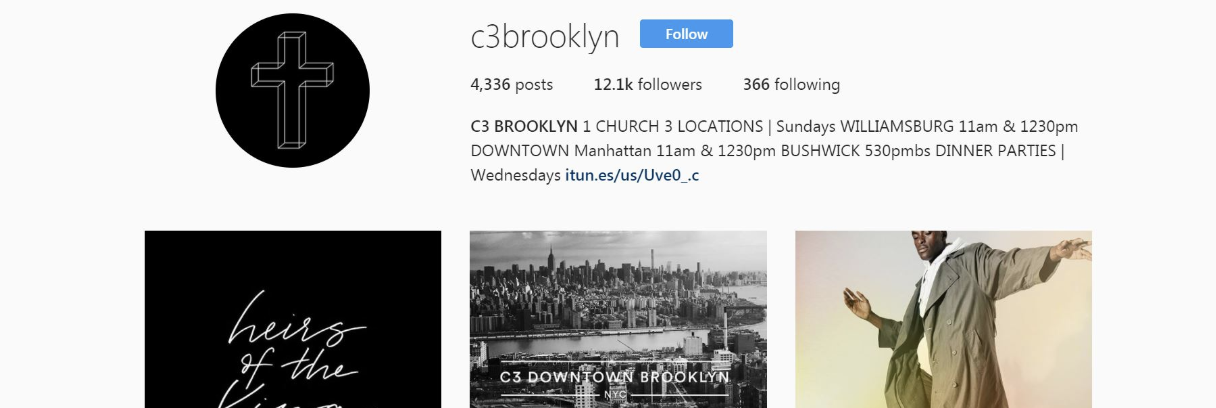 c3brooklyn Follow
4,336 posts 12.1k followers 366 following
C3 BROOKLYN 1 CHURCH 3 LOCATIONS | Sundays WILLIAMSBURG 11am & 1230pm
DOWNTOWN Manhattan 11am & 1230pm BUSHWICK 530pmbs DINNER PARTIES |
Wednesdays itun.es/us/Uve0_.c
heirs
of the
C3 DOWNTOWN BROOKLYN
NYC